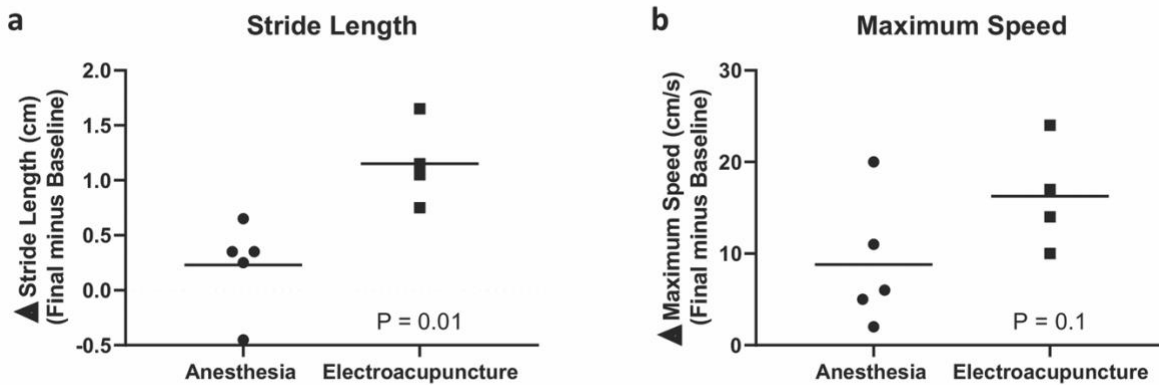 a
Stride Length
▲ Stride Length (cm)
(Final minus Baseline)
2.0
1.5
1.0
0.5
0.0
-0.5
P = 0.01
Anesthesia
Electroacupuncture
b
Maximum Speed
▲ Maximum Speed (cm/s)
(Final minus Baseline)
30
20
10
0
P = 0.1
Anesthesia
Electroacupuncture